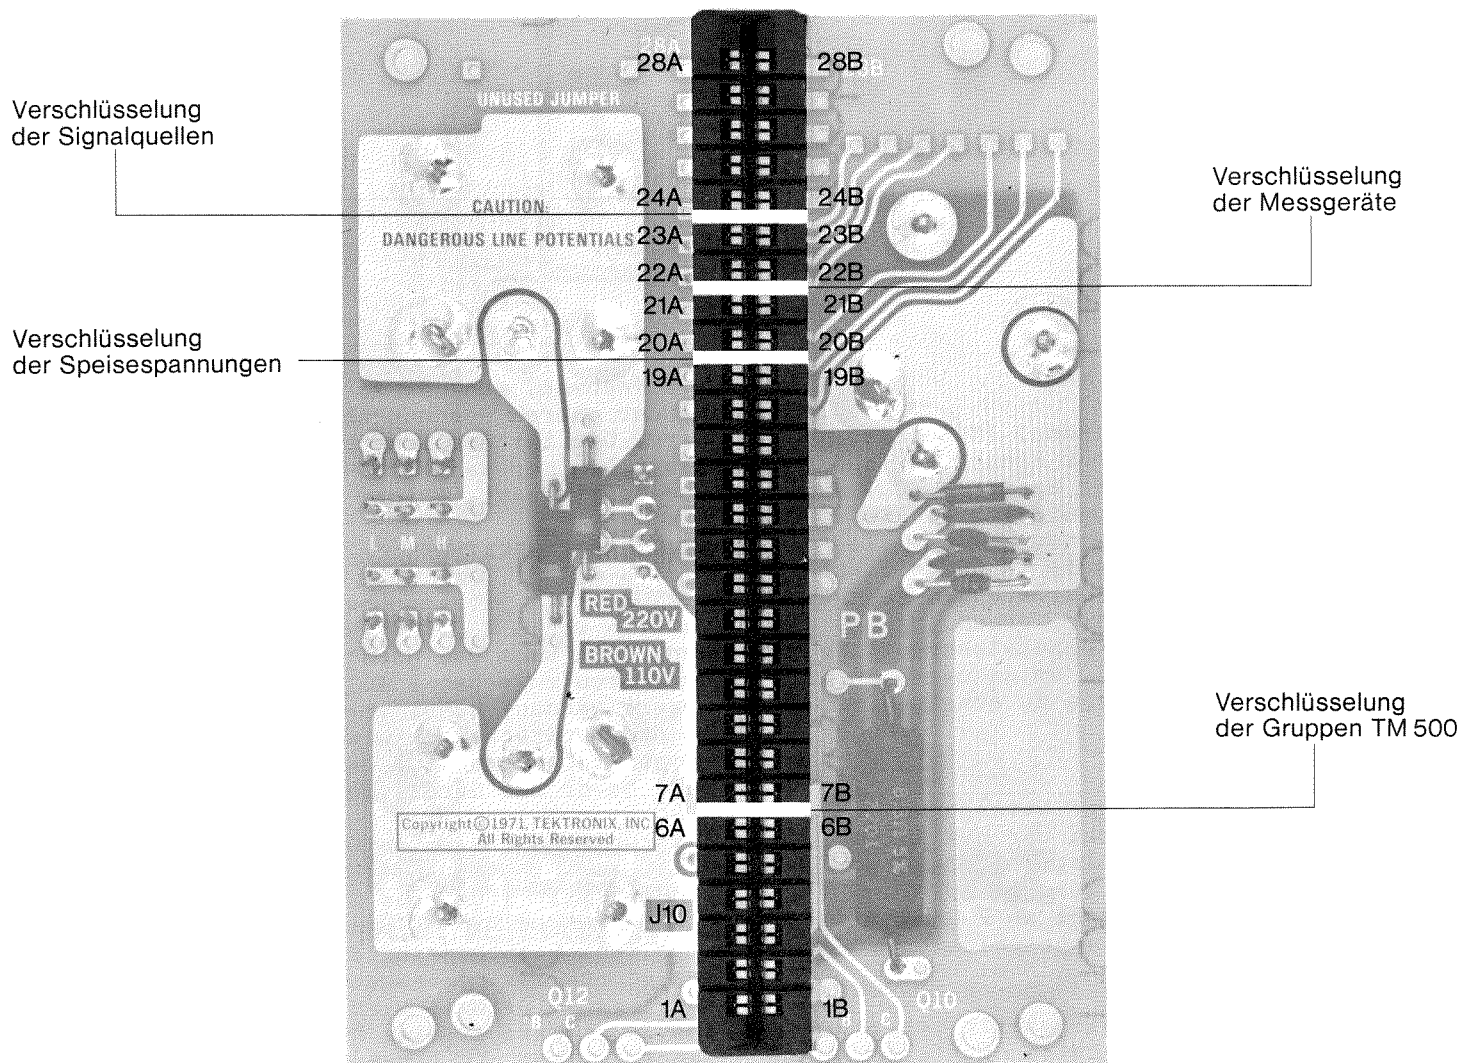 28A
28B
UNUSED JUMPER
Verschlüsselung
der Signalquellen
CAUTION:
DANGEROUS LINE POTENTIALS
24A
24B
23A
23B
22A
22B
21A
21B
20A
20B
19A
19B
Verschlüsselung
der Messgeräte
Verschlüsselung
der Speisespannungen
L M H
RED
220V
BROWN
110V
PB
Verschlüsselung
der Gruppen TM 500
7A
7B
6A
6B
Copyright ©1971, TEKTRONIX, INC.
All Rights Reserved
J10
Q12
Q10
B C
1A
1B
C